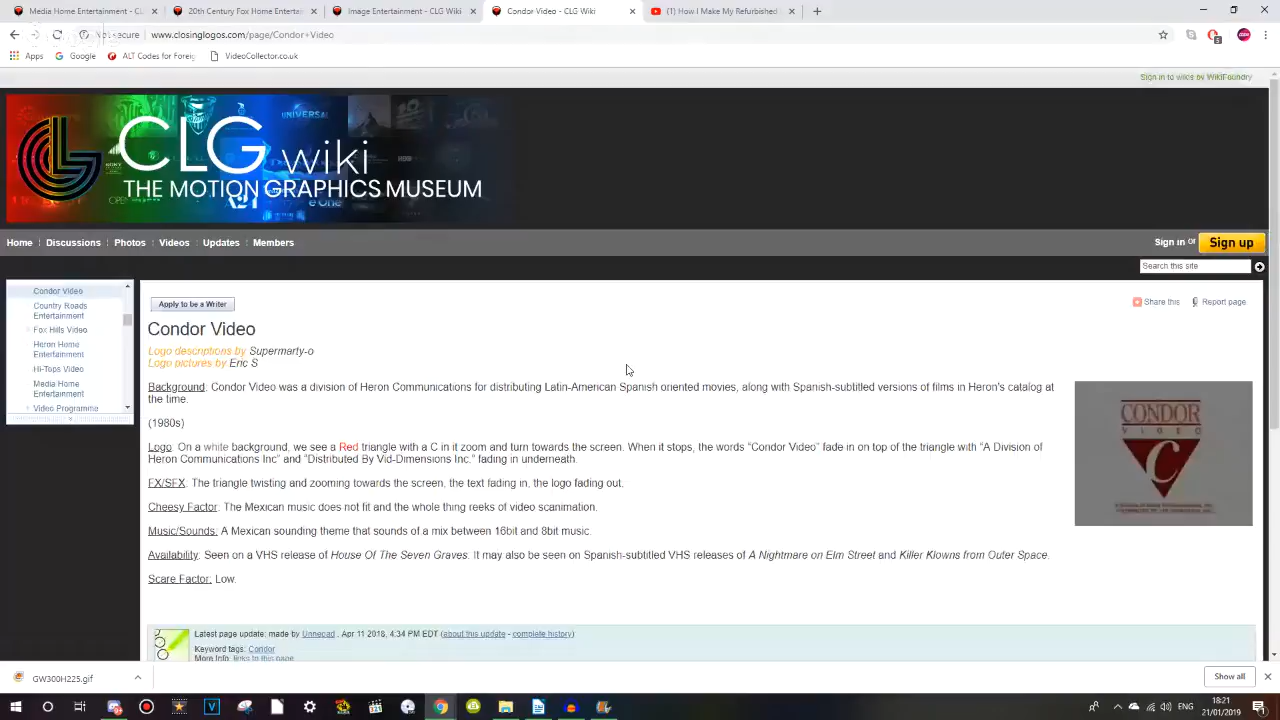 Media Home Entertainment - CL
20th Century Fox Home Entertai
Image Entertainment - CLG Wiki
Condor Video - CLG Wiki
(1) How I Make My Refurbished
www.closinglogos.com/page/Condor+Video
Apps
Google
ALT Codes for Foreig
VideoCollector.co.uk
Sign in to wikis by WikiFoundry
CLG wiki
THE MOTION GRAPHICS MUSEUM
UNIVERSAL
Home
Discussions
Photos
Videos
Updates
Members
Sign in or Sign up
Search this site
Condor Video
Country Roads
Entertainment
Fox Hills Video
Heron Home
Entertainment
Hi-Tops Video
Media Home
Entertainment
Video Programme
Apply to be a Writer
Share this
Report page
Condor Video
Logo descriptions by Supermarty-o
Logo pictures by Eric S
Background: Condor Video was a division of Heron Communications for distributing Latin-American Spanish oriented movies, along with Spanish-subtitled versions of films in Heron's catalog at
the time.
(1980s)
Logo: On a white background, we see a Red triangle with a C in it zoom and turn towards the screen. When it stops, the words “Condor Video” fade in on top of the triangle with “A Division of
Heron Communications Inc” and “Distributed By Vid-Dimensions Inc.” fading in underneath.
FX/SFX: The triangle twisting and zooming towards the screen, the text fading in, the logo fading out.
Cheesy Factor: The Mexican music does not fit and the whole thing reeks of video scanimation.
Music/Sounds: A Mexican sounding theme that sounds of a mix between 16bit and 8bit music.
Availability: Seen on a VHS release of House Of The Seven Graves. It may also be seen on Spanish-subtitled VHS releases of A Nightmare on Elm Street and Killer Klowns from Outer Space.
Scare Factor: Low.
CONDOR
VIDEO
C
Latest page update: made by Unnecad , Apr 11 2018, 4:34 PM EDT (about this update - complete history)
Keyword tags: Condor
More Info: links to this page
GW300H225.gif
Show all
ENG
18:21
21/01/2019